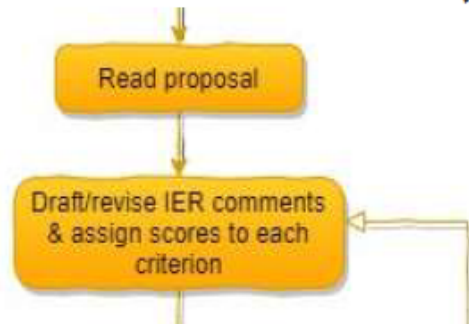 Read proposal
Draft/revise IER comments
& assign scores to each
criterion